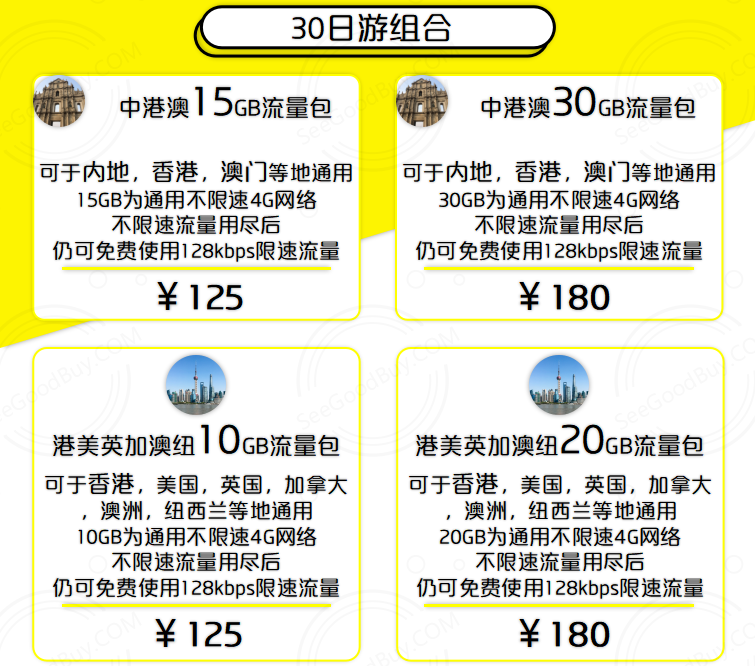 30日游组合
中港澳15GB流量包
可于内地，香港，澳门等地通用
15GB为通用不限速4G网络
不限速流量用尽后
仍可免费使用128kbps限速流量
￥125
中港澳30GB流量包
可于内地，香港，澳门等地通用
30GB为通用不限速4G网络
不限速流量用尽后
仍可免费使用128kbps限速流量
￥180
港美英加澳纽10GB流量包
可于香港，美国，英国，加拿大
，澳洲，纽西兰等地通用
10GB为通用不限速4G网络
不限速流量用尽后
仍可免费使用128kbps限速流量
￥125
港美英加澳纽20GB流量包
可于香港，美国，英国，加拿大
，澳洲，纽西兰等地通用
20GB为通用不限速4G网络
不限速流量用尽后
仍可免费使用128kbps限速流量
￥180
SeeGoodBuy.COM